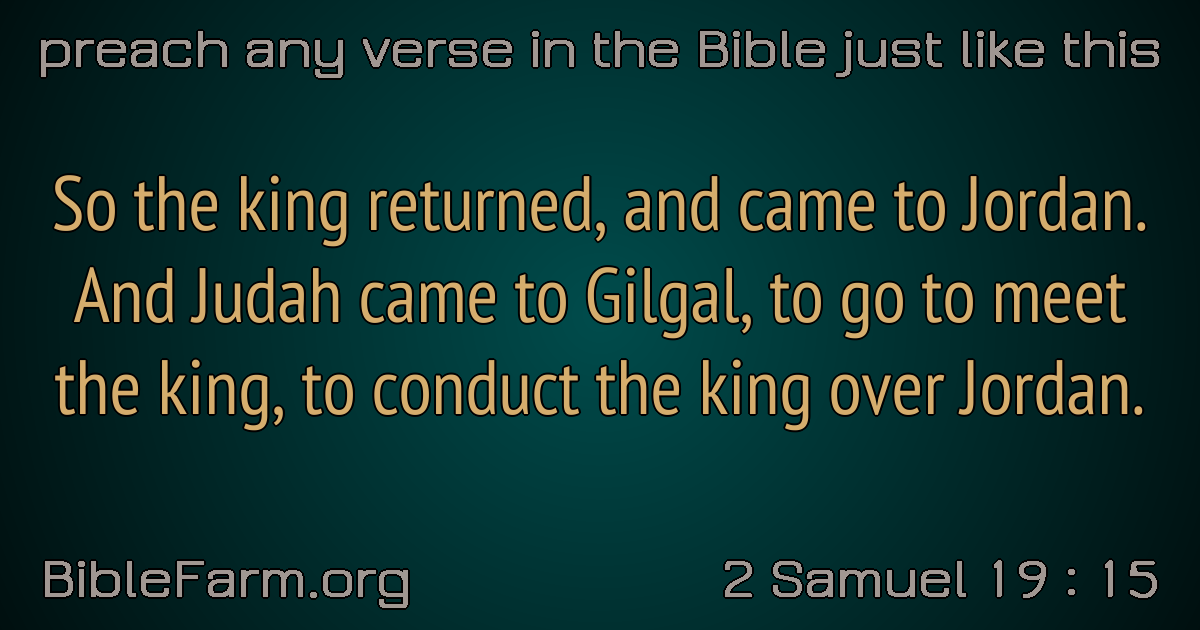 preach any verse in the Bible just like this
So the king returned, and came to Jordan.
And Judah came to Gilgal, to go to meet
the king, to conduct the king over Jordan.
BibleFarm.org
2 Samuel 19 : 15